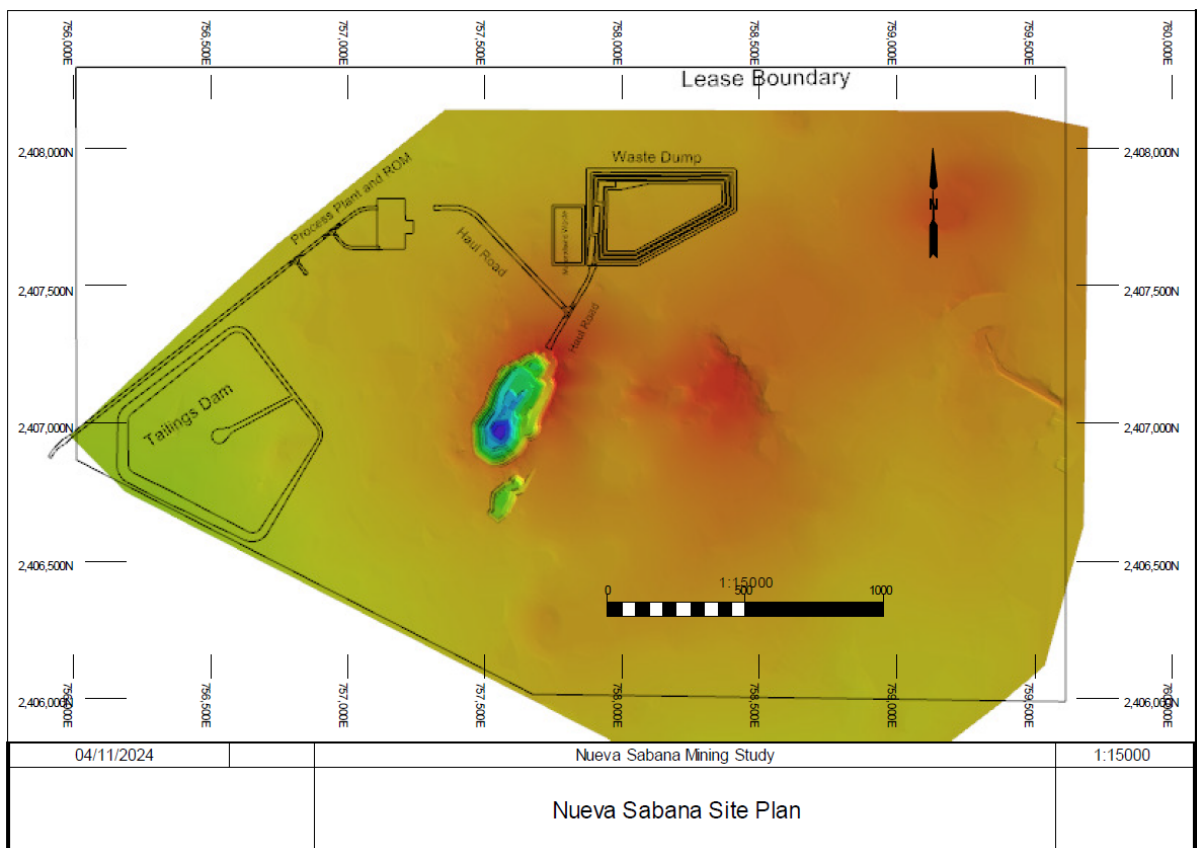 756,000E
756,500E
757,000E
757,500E
758,000E
758,500E
759,000E
759,500E
760,000E
Lease Boundary
2,408,000N
2,408,000N
Waste Dump
Process Plant and ROM
N
Haul Road
2,407,500N
2,407,500N
Haul Road
Tailings Dam
2,407,000N
2,407,000N
2,406,500N
2,406,500N
1:15000
0
500
1000
2,406,000N
2,406,000N
756,000E
756,500E
757,000E
757,500E
758,000E
758,500E
759,000E
759,500E
760,000E
04/11/2024
Nueva Sabana Mining Study
1:15000
Nueva Sabana Site Plan